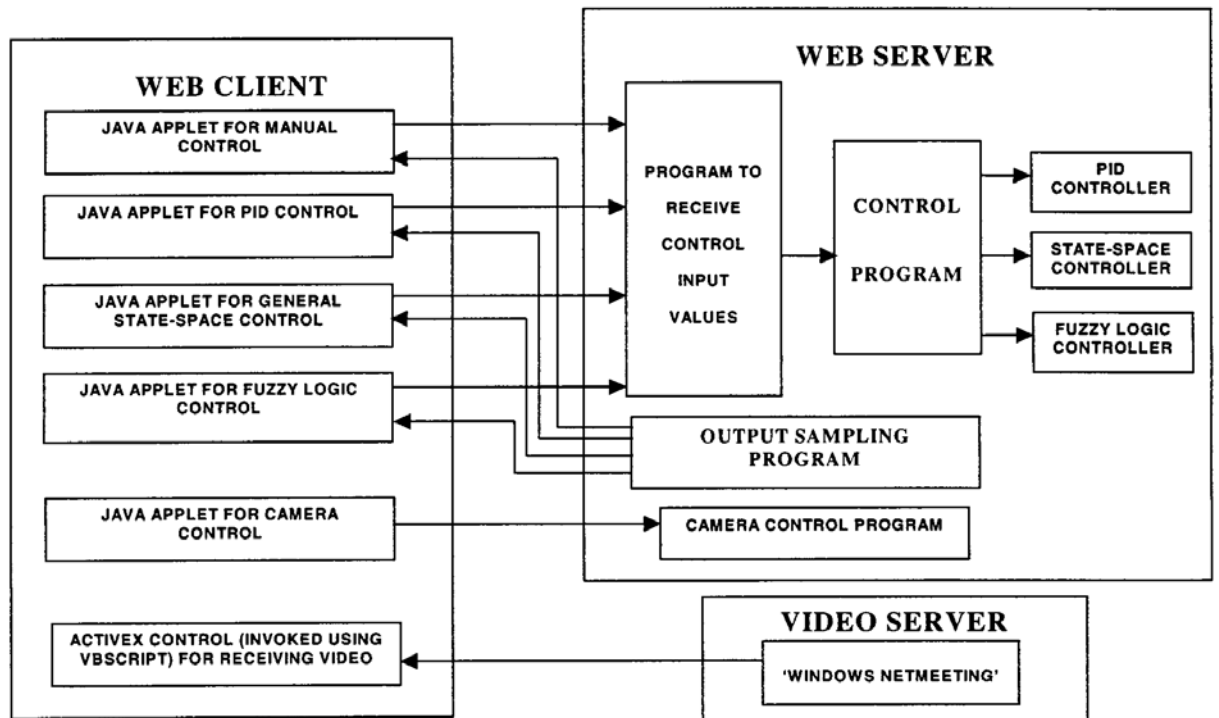 WEB CLIENT
JAVA APPLET FOR MANUAL
CONTROL
JAVA APPLET FOR PID CONTROL
JAVA APPLET FOR GENERAL
STATE-SPACE CONTROL
JAVA APPLET FOR FUZZY LOGIC
CONTROL
JAVA APPLET FOR CAMERA
CONTROL
ACTIVEX CONTROL (INVOKED USING
VBSCRIPT) FOR RECEIVING VIDEO
WEB SERVER
PROGRAM TO
RECEIVE
CONTROL
INPUT
VALUES
CONTROL
PROGRAM
PID
CONTROLLER
STATE-SPACE
CONTROLLER
FUZZY LOGIC
CONTROLLER
OUTPUT SAMPLING
PROGRAM
CAMERA CONTROL PROGRAM
VIDEO SERVER
'WINDOWS NETMEETING'